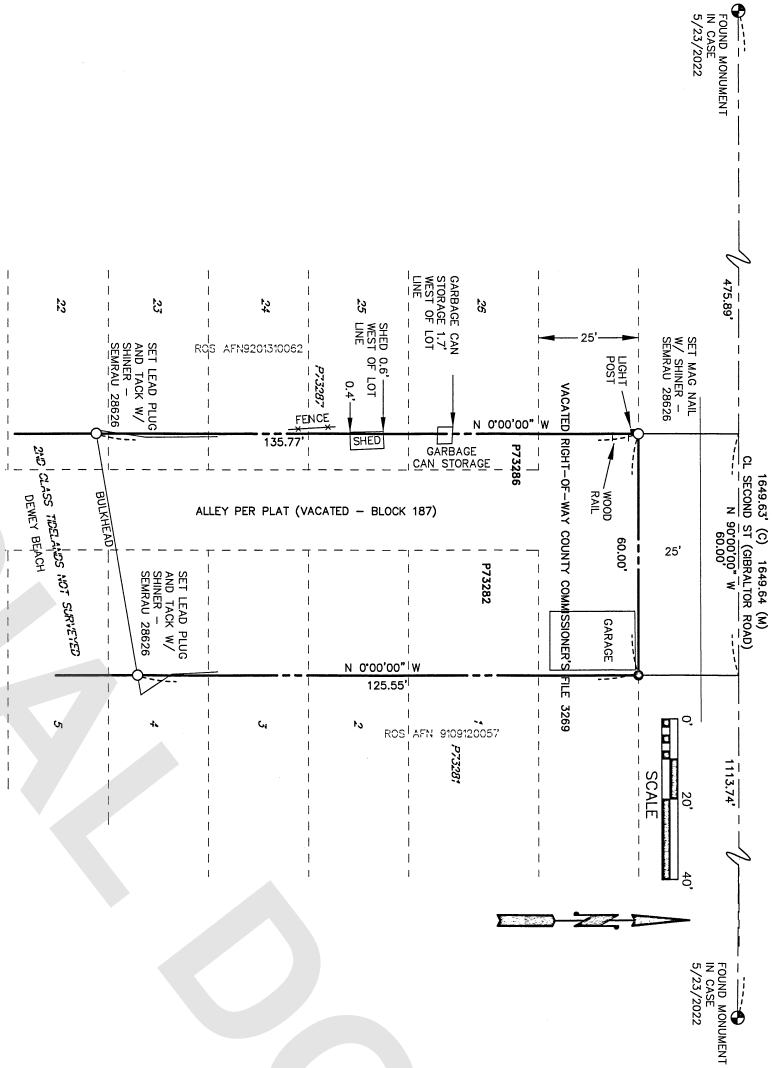 1649.63' (C) 1649.64 (M)
CL SECOND ST (GIBRALTOR ROAD)
N 90°00'00" W
60.00'
475.89'
1113.74'
FOUND MONUMENT
IN CASE
5/23/2022
FOUND MONUMENT
IN CASE
5/23/2022
SET MAG NAIL
W/ SHINER –
SEMRAU 28626
25'
25'
LIGHT
POST
WOOD
RAIL
60.00'
GARAGE
VACATED RIGHT-OF-WAY COUNTY COMMISSIONER'S FILE 3269
0'
20'
40'
SCALE
GARBAGE CAN
STORAGE 1.7'
WEST OF LOT
LINE
26
N 0°00'00" W
P73286
GARBAGE
CAN STORAGE
P73282
1
P73281
ROS AFN 9109120057
SHED 0.6'
WEST OF LOT
LINE
0.4'
SHED
25
P73287
FENCE
135.77'
N 0°00'00" W
125.55'
2
ALLEY PER PLAT (VACATED – BLOCK 187)
ROS AFN9201310062
24
3
23
SET LEAD PLUG
AND TACK W/
SHINER –
SEMRAU 28626
BULKHEAD
SET LEAD PLUG
AND TACK W/
SHINER –
SEMRAU 28626
4
22
2ND CLASS TIDELANDS NOT SURVEYED
DEWEY BEACH
5